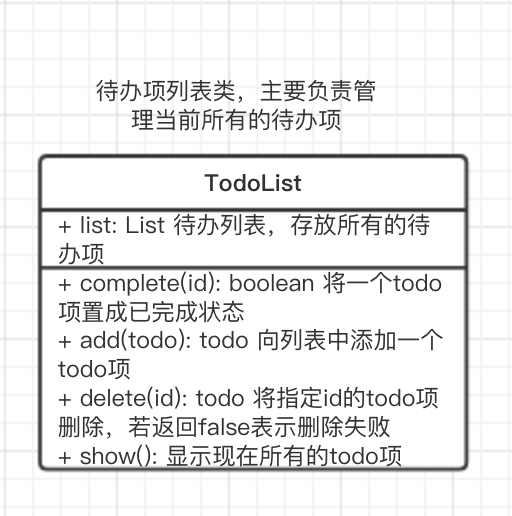 待办项列表类，主要负责管
理当前所有的待办项
TodoList
+ list: List 待办列表，存放所有的待
办项
+ complete(id): boolean 将一个todo
项置成已完成状态
+ add(todo): todo 向列表中添加一个
todo项
+ delete(id): todo 将指定id的todo项
删除，若返回false表示删除失败
+ show(): 显示现在所有的todo项